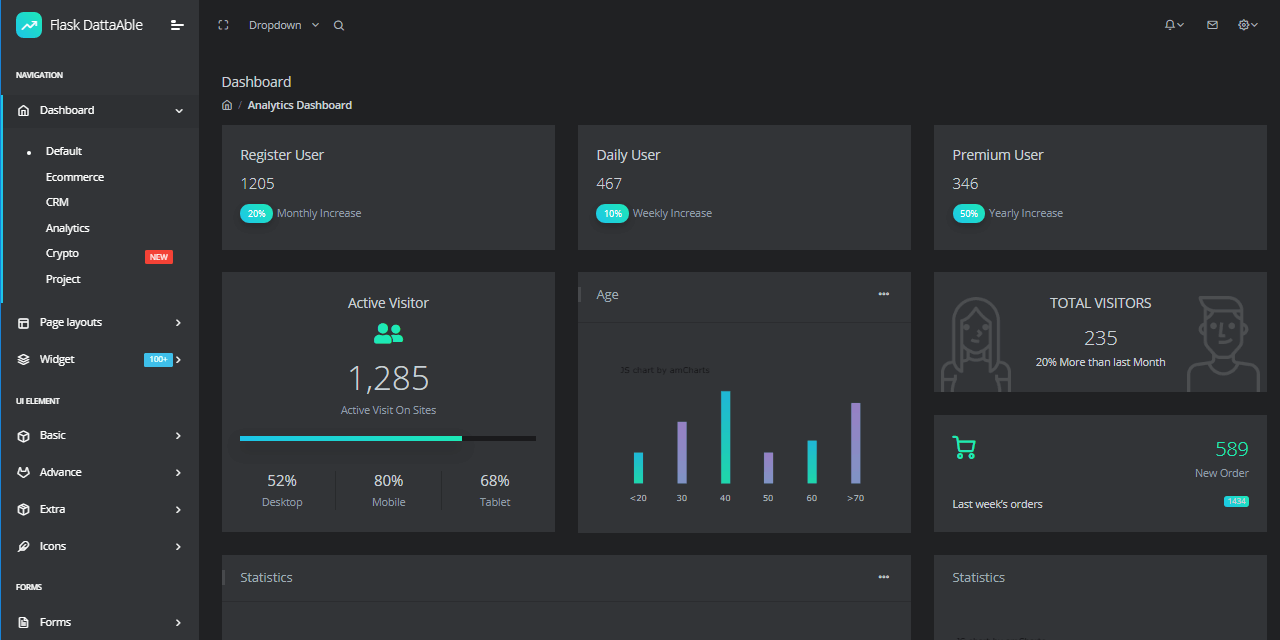 Flask DattaAble
Dropdown
NAVIGATION
Dashboard
Default
Ecommerce
CRM
Analytics
Crypto NEW
Project
Page layouts
Widget 100+
UI ELEMENT
Basic
Advance
Extra
Icons
FORMS
Forms
Dashboard
/ Analytics Dashboard
Register User
1205
20% Monthly Increase
Daily User
467
10% Weekly Increase
Premium User
346
50% Yearly Increase
Active Visitor
1,285
Active Visit On Sites
52% 80% 68%
Desktop Mobile Tablet
Age
JS chart by amCharts
<20 30 40 50 60 >70
TOTAL VISITORS
235
20% More than last Month
589
New Order
Last week's orders 1434
Statistics
Statistics